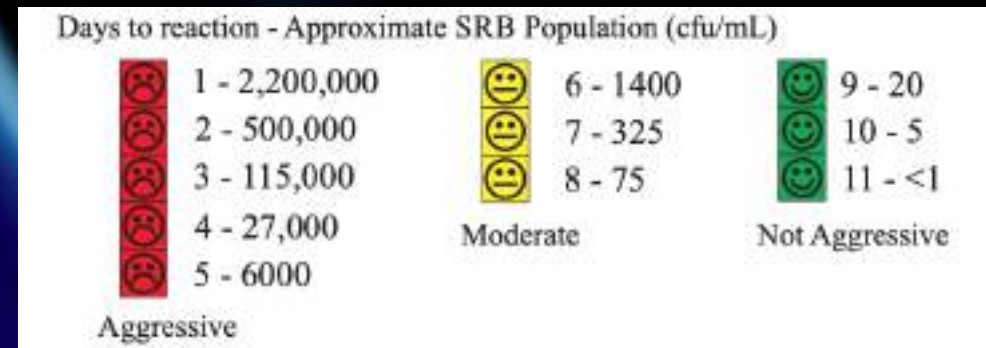 Days to reaction - Approximate SRB Population (cfu/mL)
1 - 2,200,000
2 - 500,000
3 - 115,000
4 - 27,000
5 - 6000
Aggressive
6 - 1400
7 - 325
8 - 75
Moderate
9 - 20
10 - 5
11 - <1
Not Aggressive